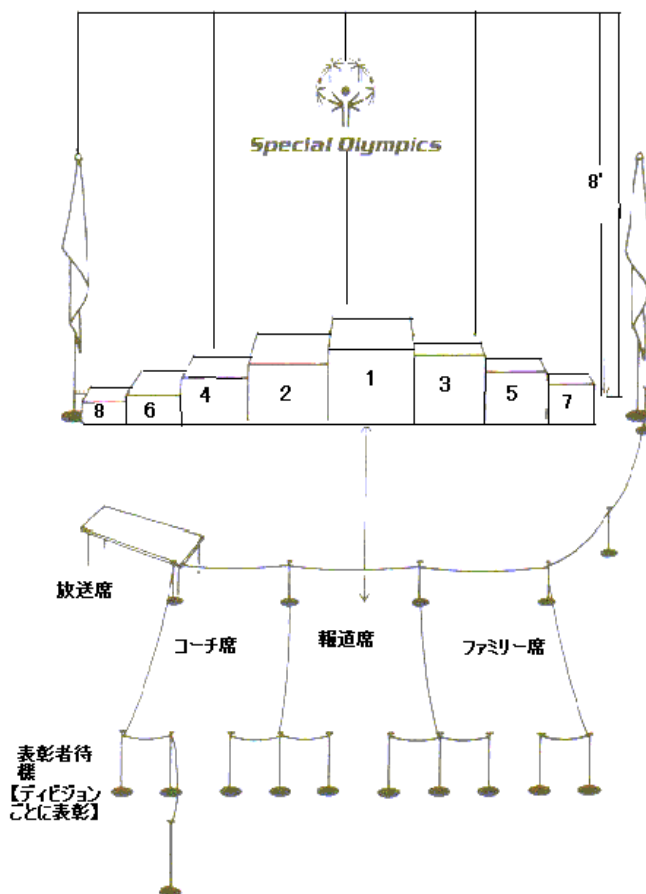 Special Olympics
8'
1
2
3
4
5
6
7
8
放送席
コーチ席
報道席
ファミリー席
表彰者待
機
【ディビジョン
ごとに表彰】